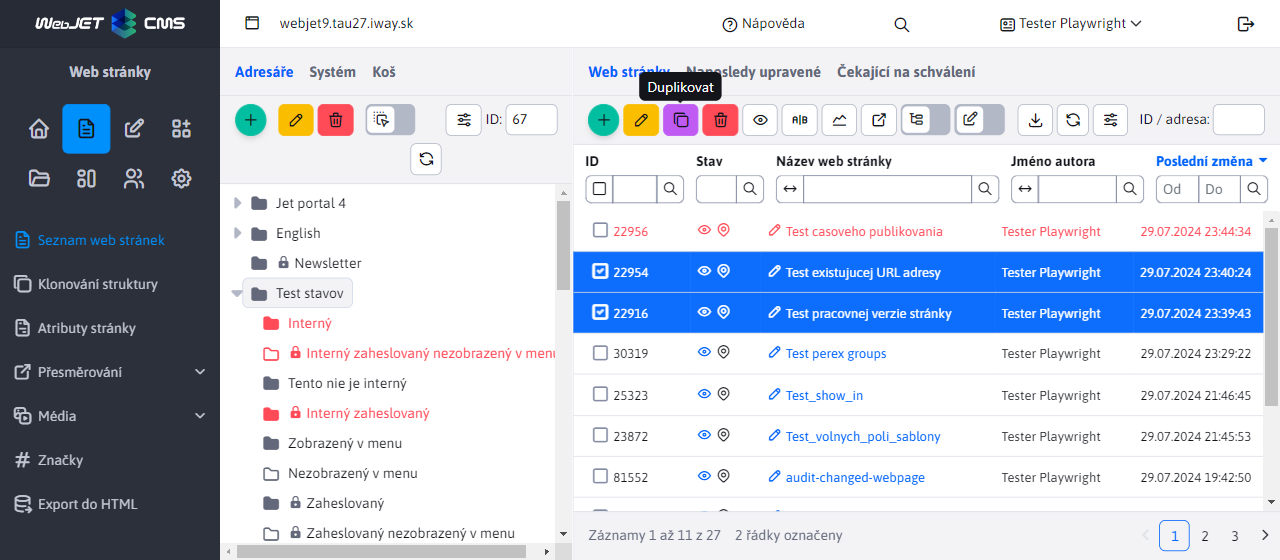 WebJET CMS
webjet9.tau27.iway.sk
Nápověda
Tester Playwright
Web stránky
Adresáře Systém Koš
Web stránky Naposledy upravené Čekající na schválení
Duplikovat
ID: 67
A|B
ID / adresa:
ID Stav Název web stránky Jméno autora Poslední změna
Od Do
Seznam web stránek
Klonování struktury
Atributy stránky
Přesměrování
Média
Značky
Export do HTML
Jet portal 4
English
Newsletter
Test stavov
Interný
Interný zaheslovaný nezobrazený v menu
Tento nie je interný
Interný zaheslovaný
Zobrazený v menu
Nezobrazený v menu
Zaheslovaný
Zaheslovaný nezobrazený v menu
22956 Test casoveho publikovania Tester Playwright 29.07.2024 23:44:34
22954 Test existujucej URL adresy Tester Playwright 29.07.2024 23:40:24
22916 Test pracovnej verzie stránky Tester Playwright 29.07.2024 23:39:43
30319 Test perex groups Tester Playwright 29.07.2024 23:29:22
25323 Test_show_in Tester Playwright 29.07.2024 21:46:45
23872 Test_volnych_poli_sablony Tester Playwright 29.07.2024 21:45:53
81552 audit-changed-webpage Tester Playwright 29.07.2024 19:42:50
Záznamy 1 až 11 z 27 2 řádky označeny
1 2 3